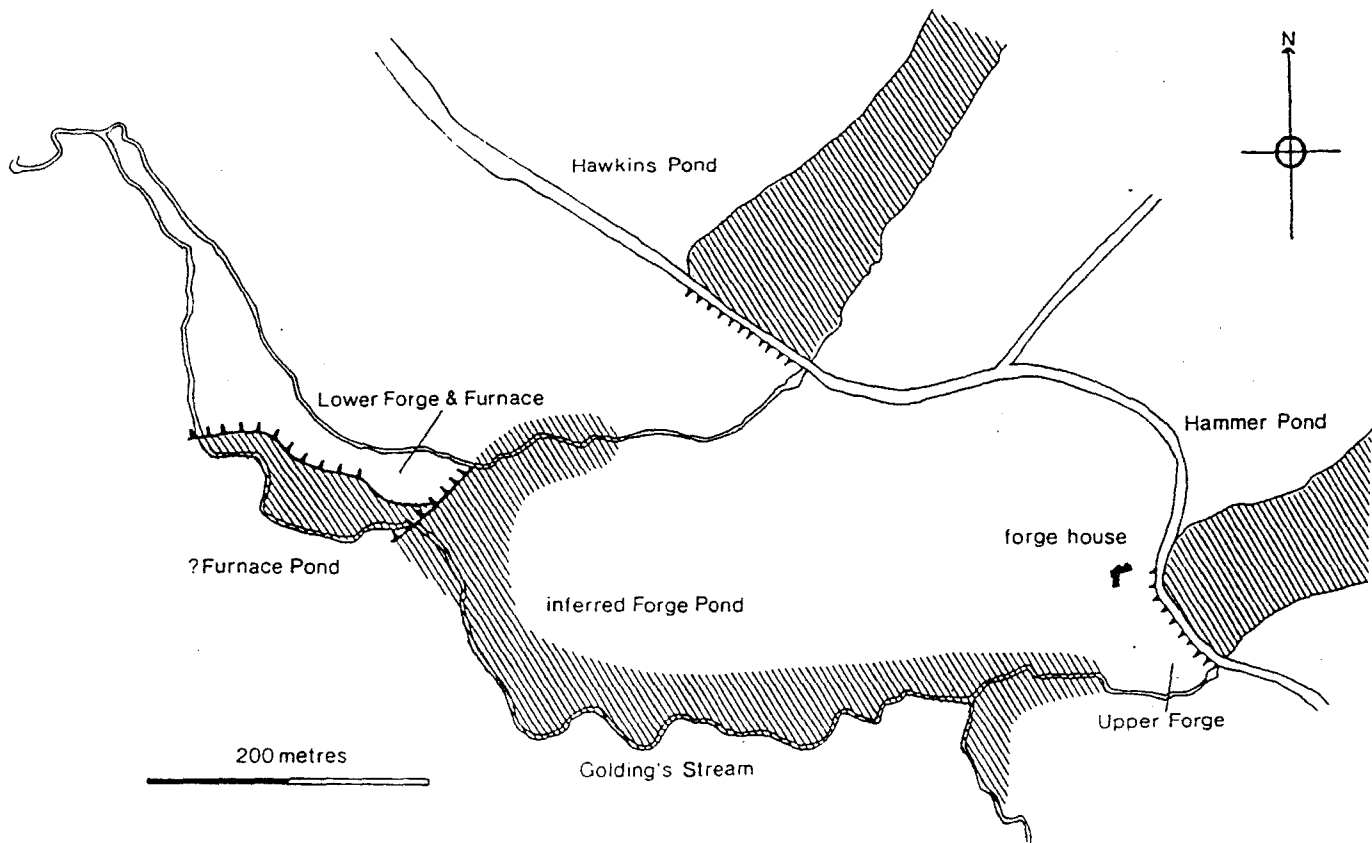 N
Hawkins Pond
Lower Forge & Furnace
Hammer Pond
forge house
?Furnace Pond
inferred Forge Pond
Upper Forge
200 metres
Golding's Stream